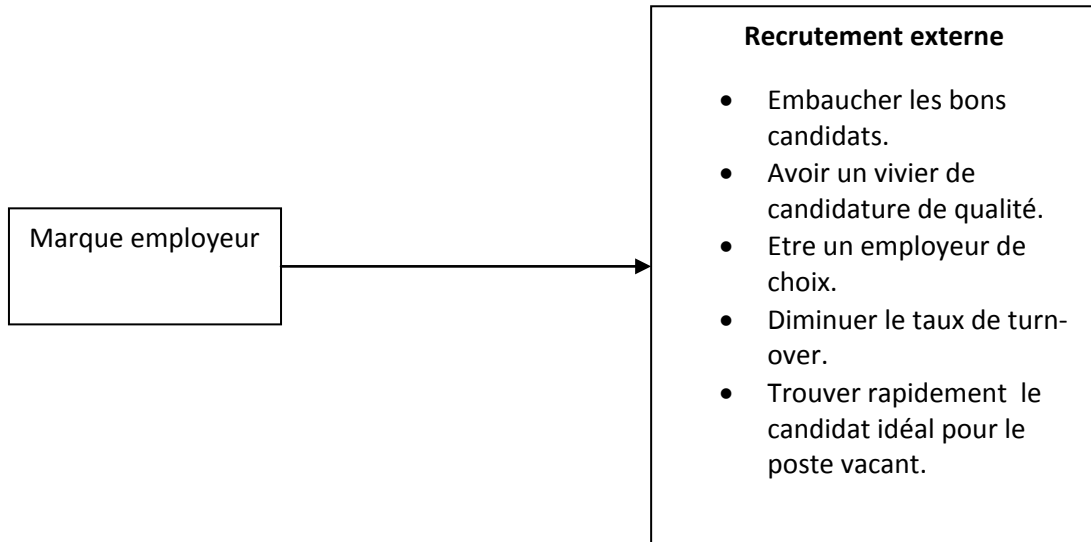 Recrutement externe
• Embaucher les bons
candidats.
• Avoir un vivier de
candidature de qualité.
• Etre un employeur de
choix.
• Diminuer le taux de turn-
over.
• Trouver rapidement  le
candidat idéal pour le
poste vacant.
Marque employeur